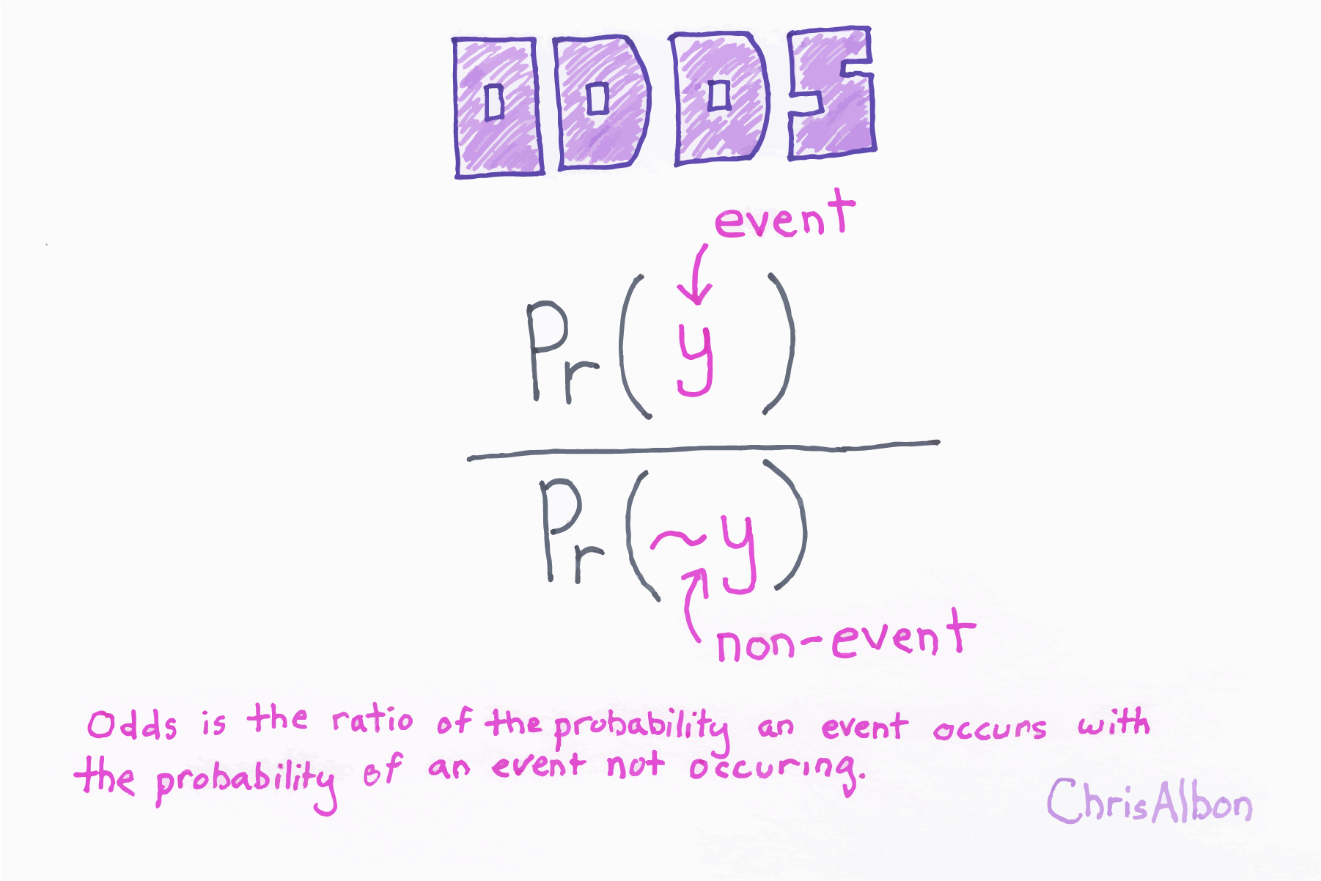 ODDS
event
Pr(y)
Pr(~y)
non-event
Odds is the ratio of the probability an event occurs with
the probability of an event not occuring.
ChrisAlbon